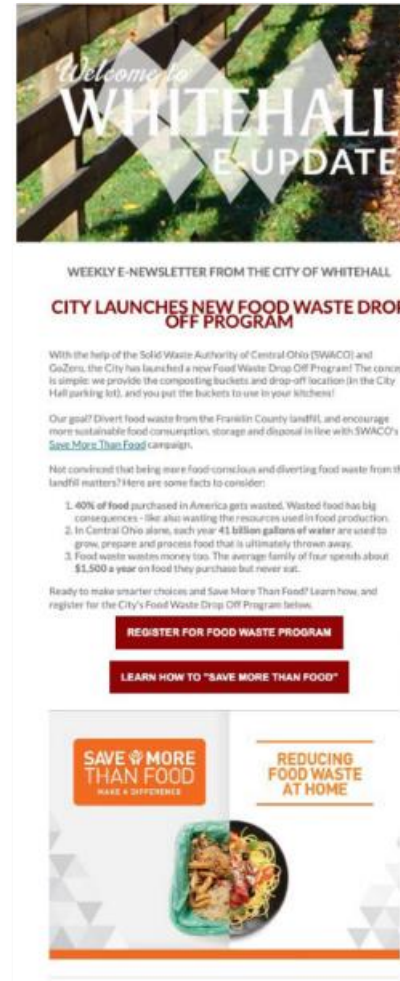 Welcome to
WHITEHALL
E-UPDATE
WEEKLY E-NEWSLETTER FROM THE CITY OF WHITEHALL
CITY LAUNCHES NEW FOOD WASTE DROP
OFF PROGRAM
With the help of the Solid Waste Authority of Central Ohio (SWACO) and
GoZero, the City has launched a new Food Waste Drop Off Program! The
is simple: we provide the composting buckets and drop-off location (in the City
Hall parking lot), and you put the buckets to use in your kitchens!
Our goal? Divert food waste from the Franklin County landfill, and encourage
more sustainable food consumption, storage and disposal in line with SWACO's
Save More Than Food campaign.
Not convinced that being more food-conscious and diverting food waste from
landfill matters? Here are some facts to consider:
1. 40% of food purchased in America gets wasted. Wasted food has big
consequences - like also wasting the resources used in food production.
2. In Central Ohio alone, each year 41 billion gallons of water are used to
grow, prepare and process food that is ultimately thrown away.
3. Food waste wastes money too. The average family of four spends about
$1,500 a year on food they purchase but never eat.
Ready to make smarter choices and Save More Than Food? Learn how, and
register for the City's Food Waste Drop Off Program below.
REGISTER FOR FOOD WASTE PROGRAM
LEARN HOW TO "SAVE MORE THAN FOOD"
SAVE MORE
THAN FOOD
MAKE A DIFFERENCE
REDUCING
FOOD WASTE
AT HOME